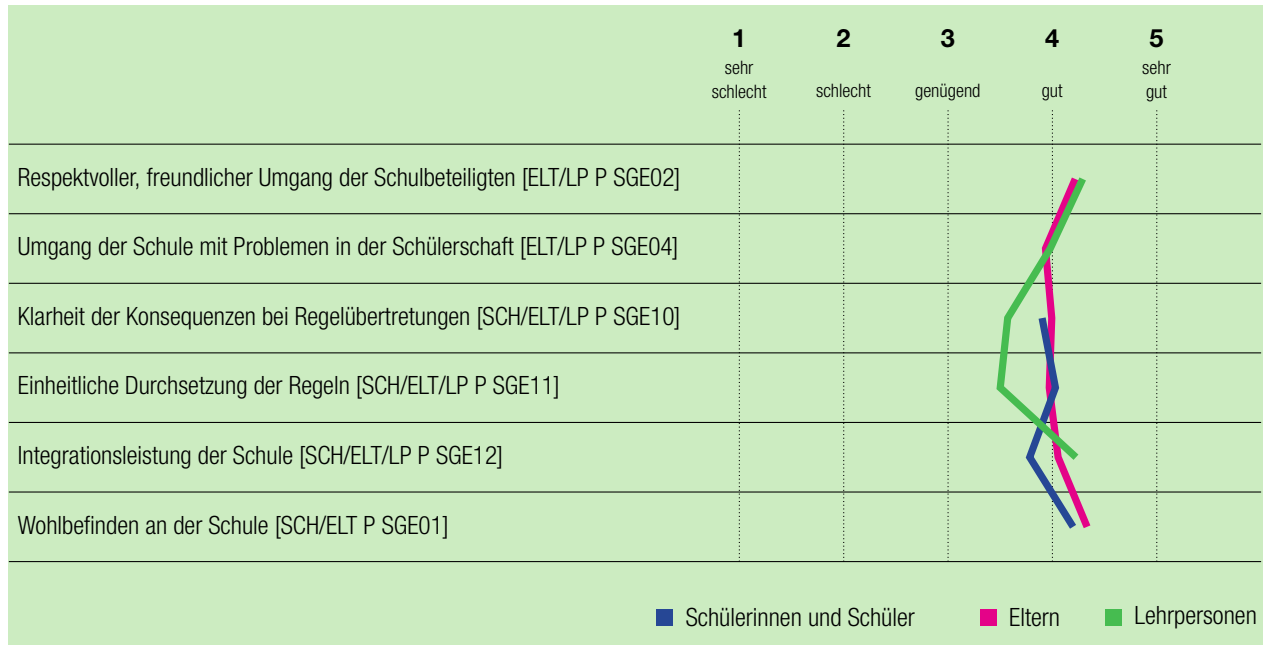 1 2 3 4 5
sehr schlecht schlecht genügend gut sehr gut
Respektvoller, freundlicher Umgang der Schulbeteiligten [ELT/LP P SGE02]
Umgang der Schule mit Problemen in der Schülerschaft [ELT/LP P SGE04]
Klarheit der Konsequenzen bei Regelübertretungen [SCH/ELT/LP P SGE10]
Einheitliche Durchsetzung der Regeln [SCH/ELT/LP P SGE11]
Integrationsleistung der Schule [SCH/ELT/LP P SGE12]
Wohlbefinden an der Schule [SCH/ELT P SGE01]
Schülerinnen und Schüler Eltern Lehrpersonen